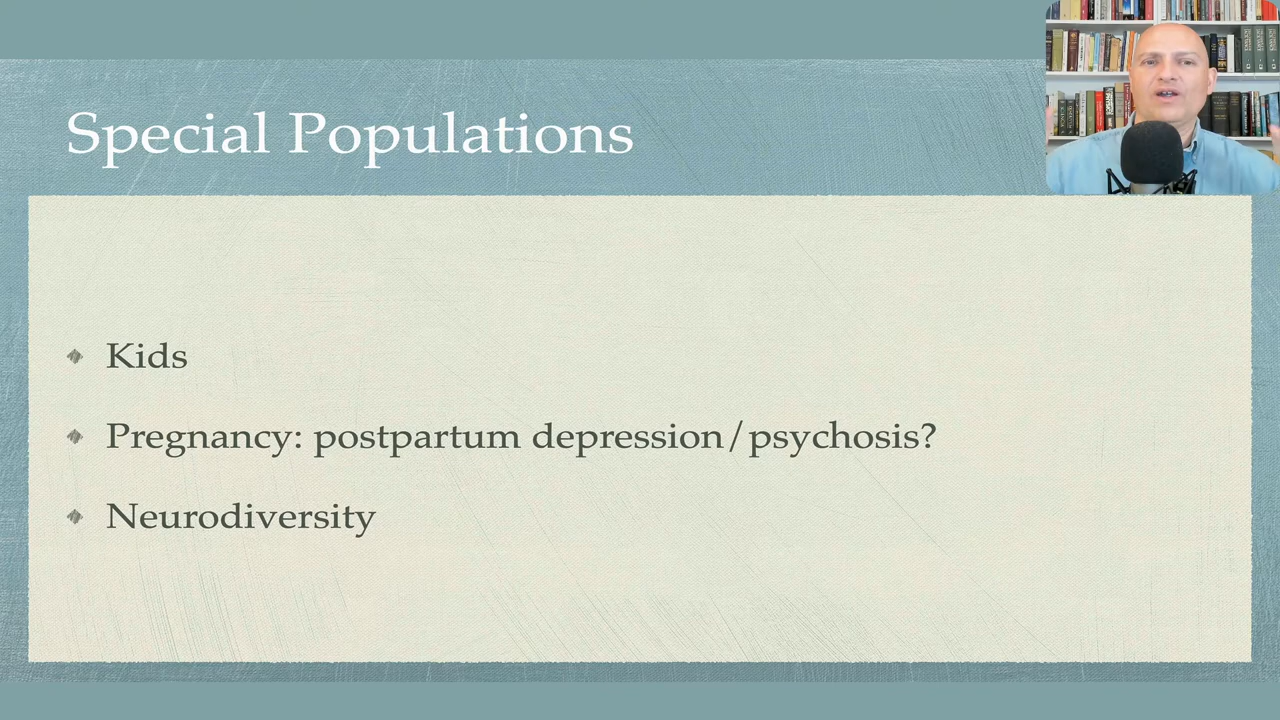 Special Populations
Kids
Pregnancy: postpartum depression/psychosis?
Neurodiversity